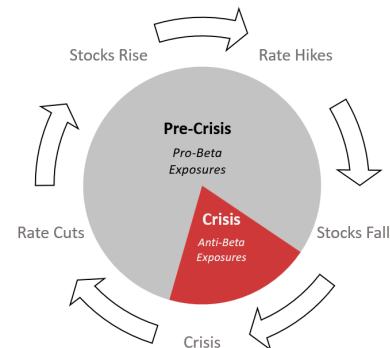 Stocks Rise
Rate Hikes
Pre-Crisis
Pro-Beta
Exposures
Crisis
Anti-Beta
Exposures
Rate Cuts
Stocks Fall
Crisis